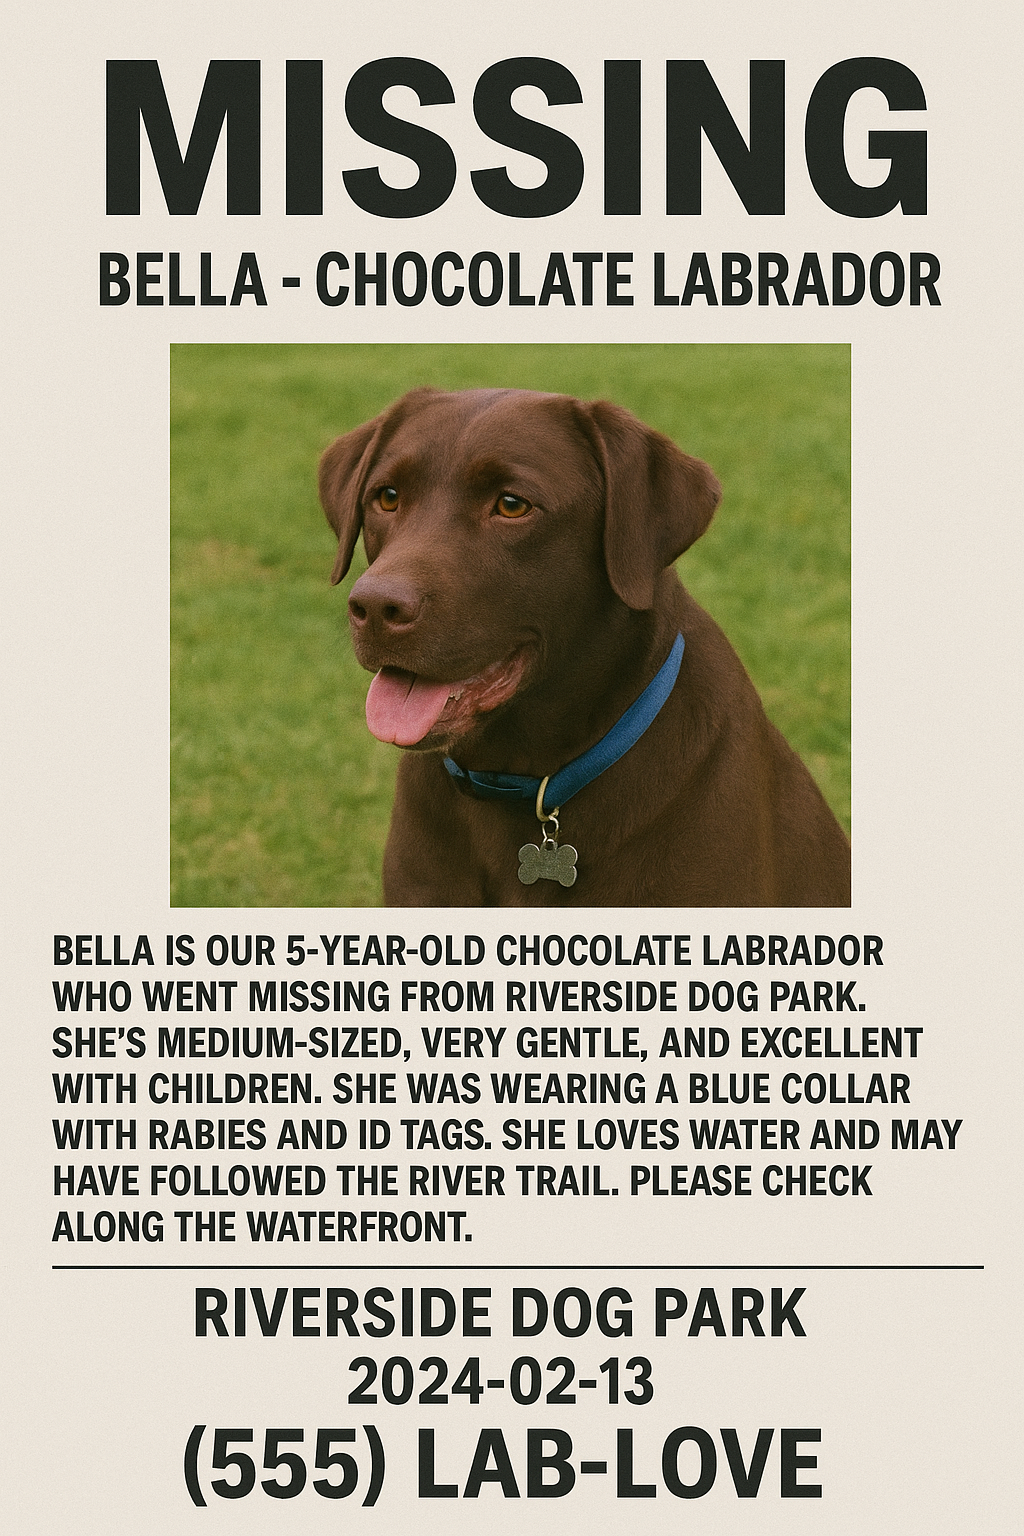 MISSING
BELLA - CHOCOLATE LABRADOR
BELLA IS OUR 5-YEAR-OLD CHOCOLATE LABRADOR
WHO WENT MISSING FROM RIVERSIDE DOG PARK.
SHE’S MEDIUM-SIZED, VERY GENTLE, AND EXCELLENT
WITH CHILDREN. SHE WAS WEARING A BLUE COLLAR
WITH RABIES AND ID TAGS. SHE LOVES WATER AND MAY
HAVE FOLLOWED THE RIVER TRAIL. PLEASE CHECK
ALONG THE WATERFRONT.
RIVERSIDE DOG PARK
2024-02-13
(555) LAB-LOVE